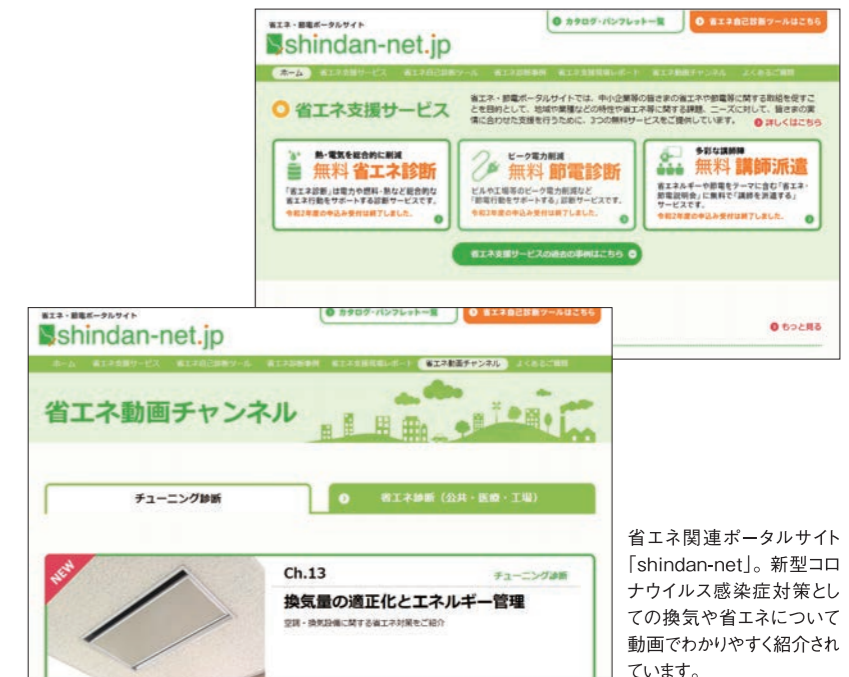 省エネ・節電ポータルサイト
shindan-net.jp
カタログ・パンフレット一覧
省エネ自己診断ツールはこちら
ホーム 省エネ支援サービス 省エネ自己診断ツール 省エネ診断事例 省エネ支援現場レポート 省エネ動画チャンネル よくあるご質問
省エネ支援サービス
省エネ・節電ポータルサイトでは、中小企業等の皆さまの省エネや節電等に関する取組を促すこ
とを目的として、地域や業種などの特性や省エネ等に関する課題、ニーズに対して、皆さまの実
情に合わせた支援を行うために、3つの無料サービスをご提供しています。
詳しくはこちら
熱・電気を総合的に削減
無料 省エネ診断
「省エネ診断」は電力や燃料・熱など総合的な
省エネ行動をサポートする診断サービスです。
令和2年度の申込み受付は終了しました。
ピーク電力削減
無料 節電診断
ビルや工場等のピーク電力削減など
「節電行動をサポートする」診断サービスです。
令和2年度の申込み受付は終了しました。
多彩な講師陣
無料 講師派遣
省エネルギーや節電をテーマに含む「省エネ・
節電説明会」に無料で「講師を派遣する」
サービスです。
令和2年度の申込み受付は終了しました。
省エネ支援サービスの過去の事例はこちら
もっと見る
省エネ・節電ポータルサイト
shindan-net.jp
カタログ・パンフレット一覧
省エネ自己診断ツールはこちら
ホーム 省エネ支援サービス 省エネ自己診断ツール 省エネ診断事例 省エネ支援現場レポート 省エネ動画チャンネル よくあるご質問
省エネ動画チャンネル
チューニング診断
省エネ診断（公共・医療・工場）
NEW
Ch.13
チューニング診断
換気量の適正化とエネルギー管理
空調・換気設備に関する省エネ対策をご紹介
省エネ関連ポータルサイト
「shindan-net」。新型コロ
ナウイルス感染症対策とし
ての換気や省エネについて
動画でわかりやすく紹介され
ています。